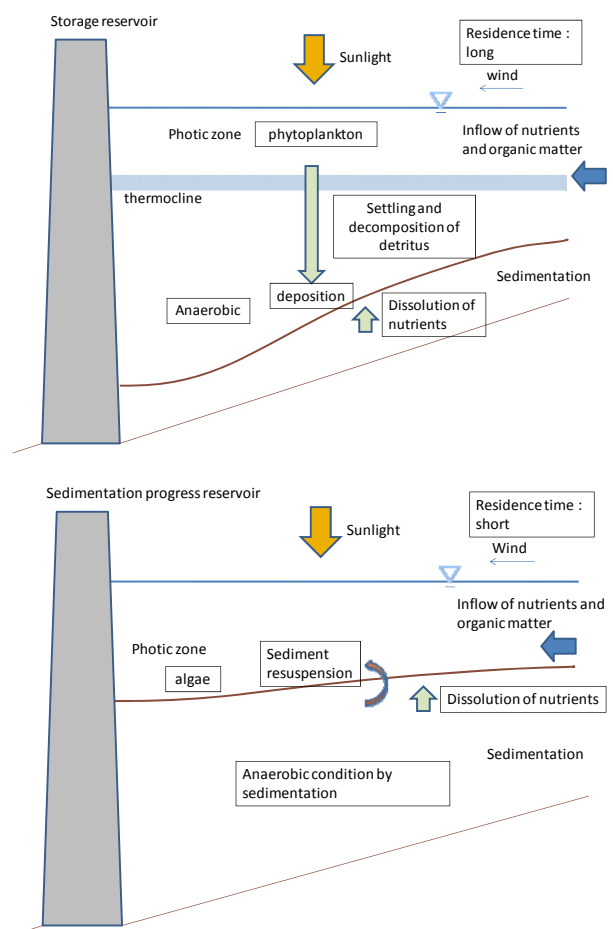 Storage reservoir
Residence time :
long
Sunlight
wind
Photic zone
phytoplankton
Inflow of nutrients
and organic matter
thermocline
Settling and
decomposition of
detritus
Sedimentation
deposition
Anaerobic
Dissolution of
nutrients
Sedimentation progress reservoir
Residence time :
short
Sunlight
Wind
Inflow of nutrients and
organic matter
Photic zone
Sediment
resuspension
algae
Dissolution of nutrients
Sedimentation
Anaerobic condition by
sedimentation